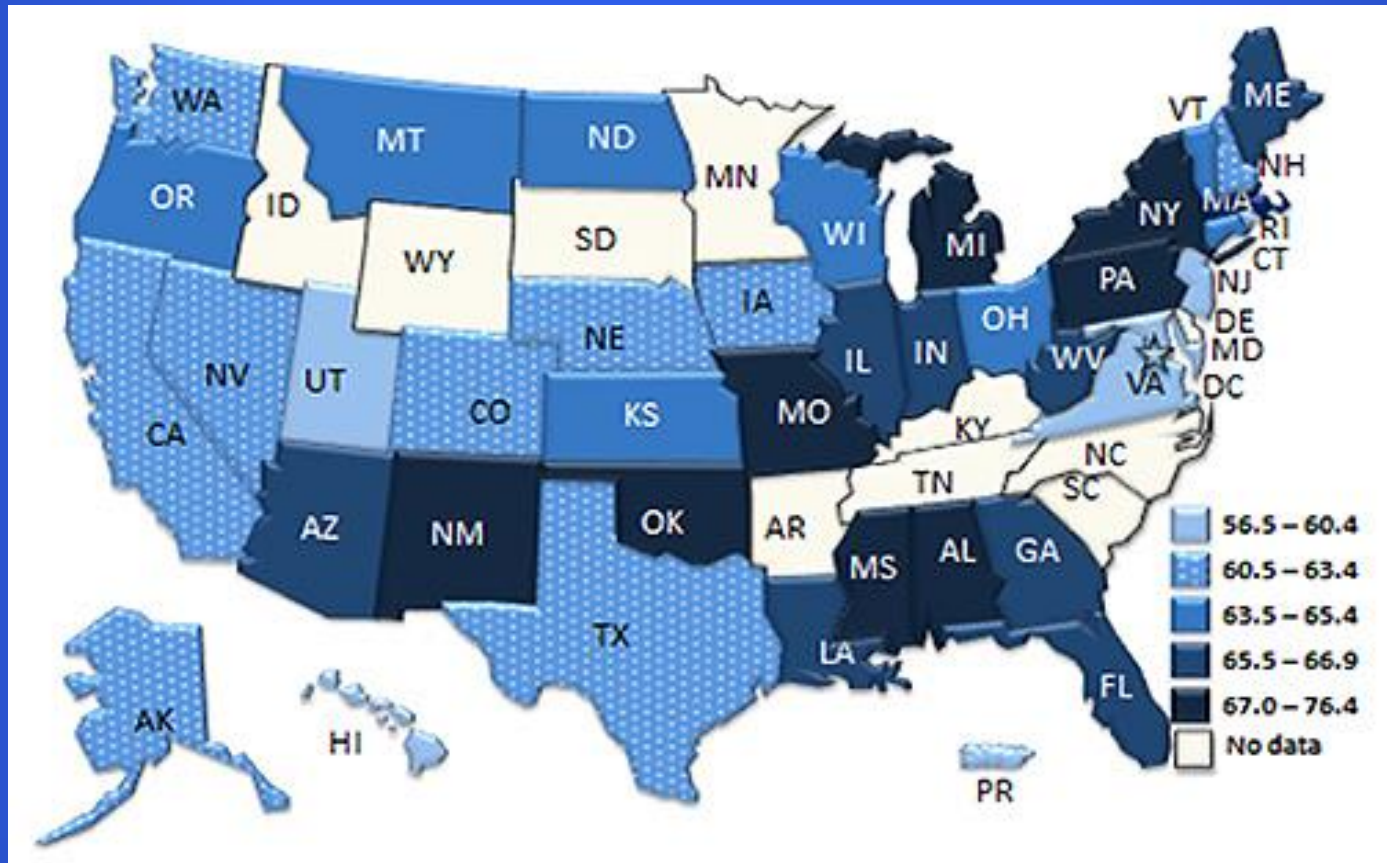 WA
MT
ND
MN
OR
ID
WY
SD
WI
MI
NY
VT
ME
NH
MA
RI
CT
NJ
PA
DE
MD
DC
NV
UT
CO
NE
IA
IL
IN
OH
WV
VA
CA
KS
MO
KY
AZ
NM
OK
AR
TN
NC
SC
MS
AL
GA
TX
LA
FL
AK
HI
PR
56.5 – 60.4
60.5 – 63.4
63.5 – 65.4
65.5 – 66.9
67.0 – 76.4
No data